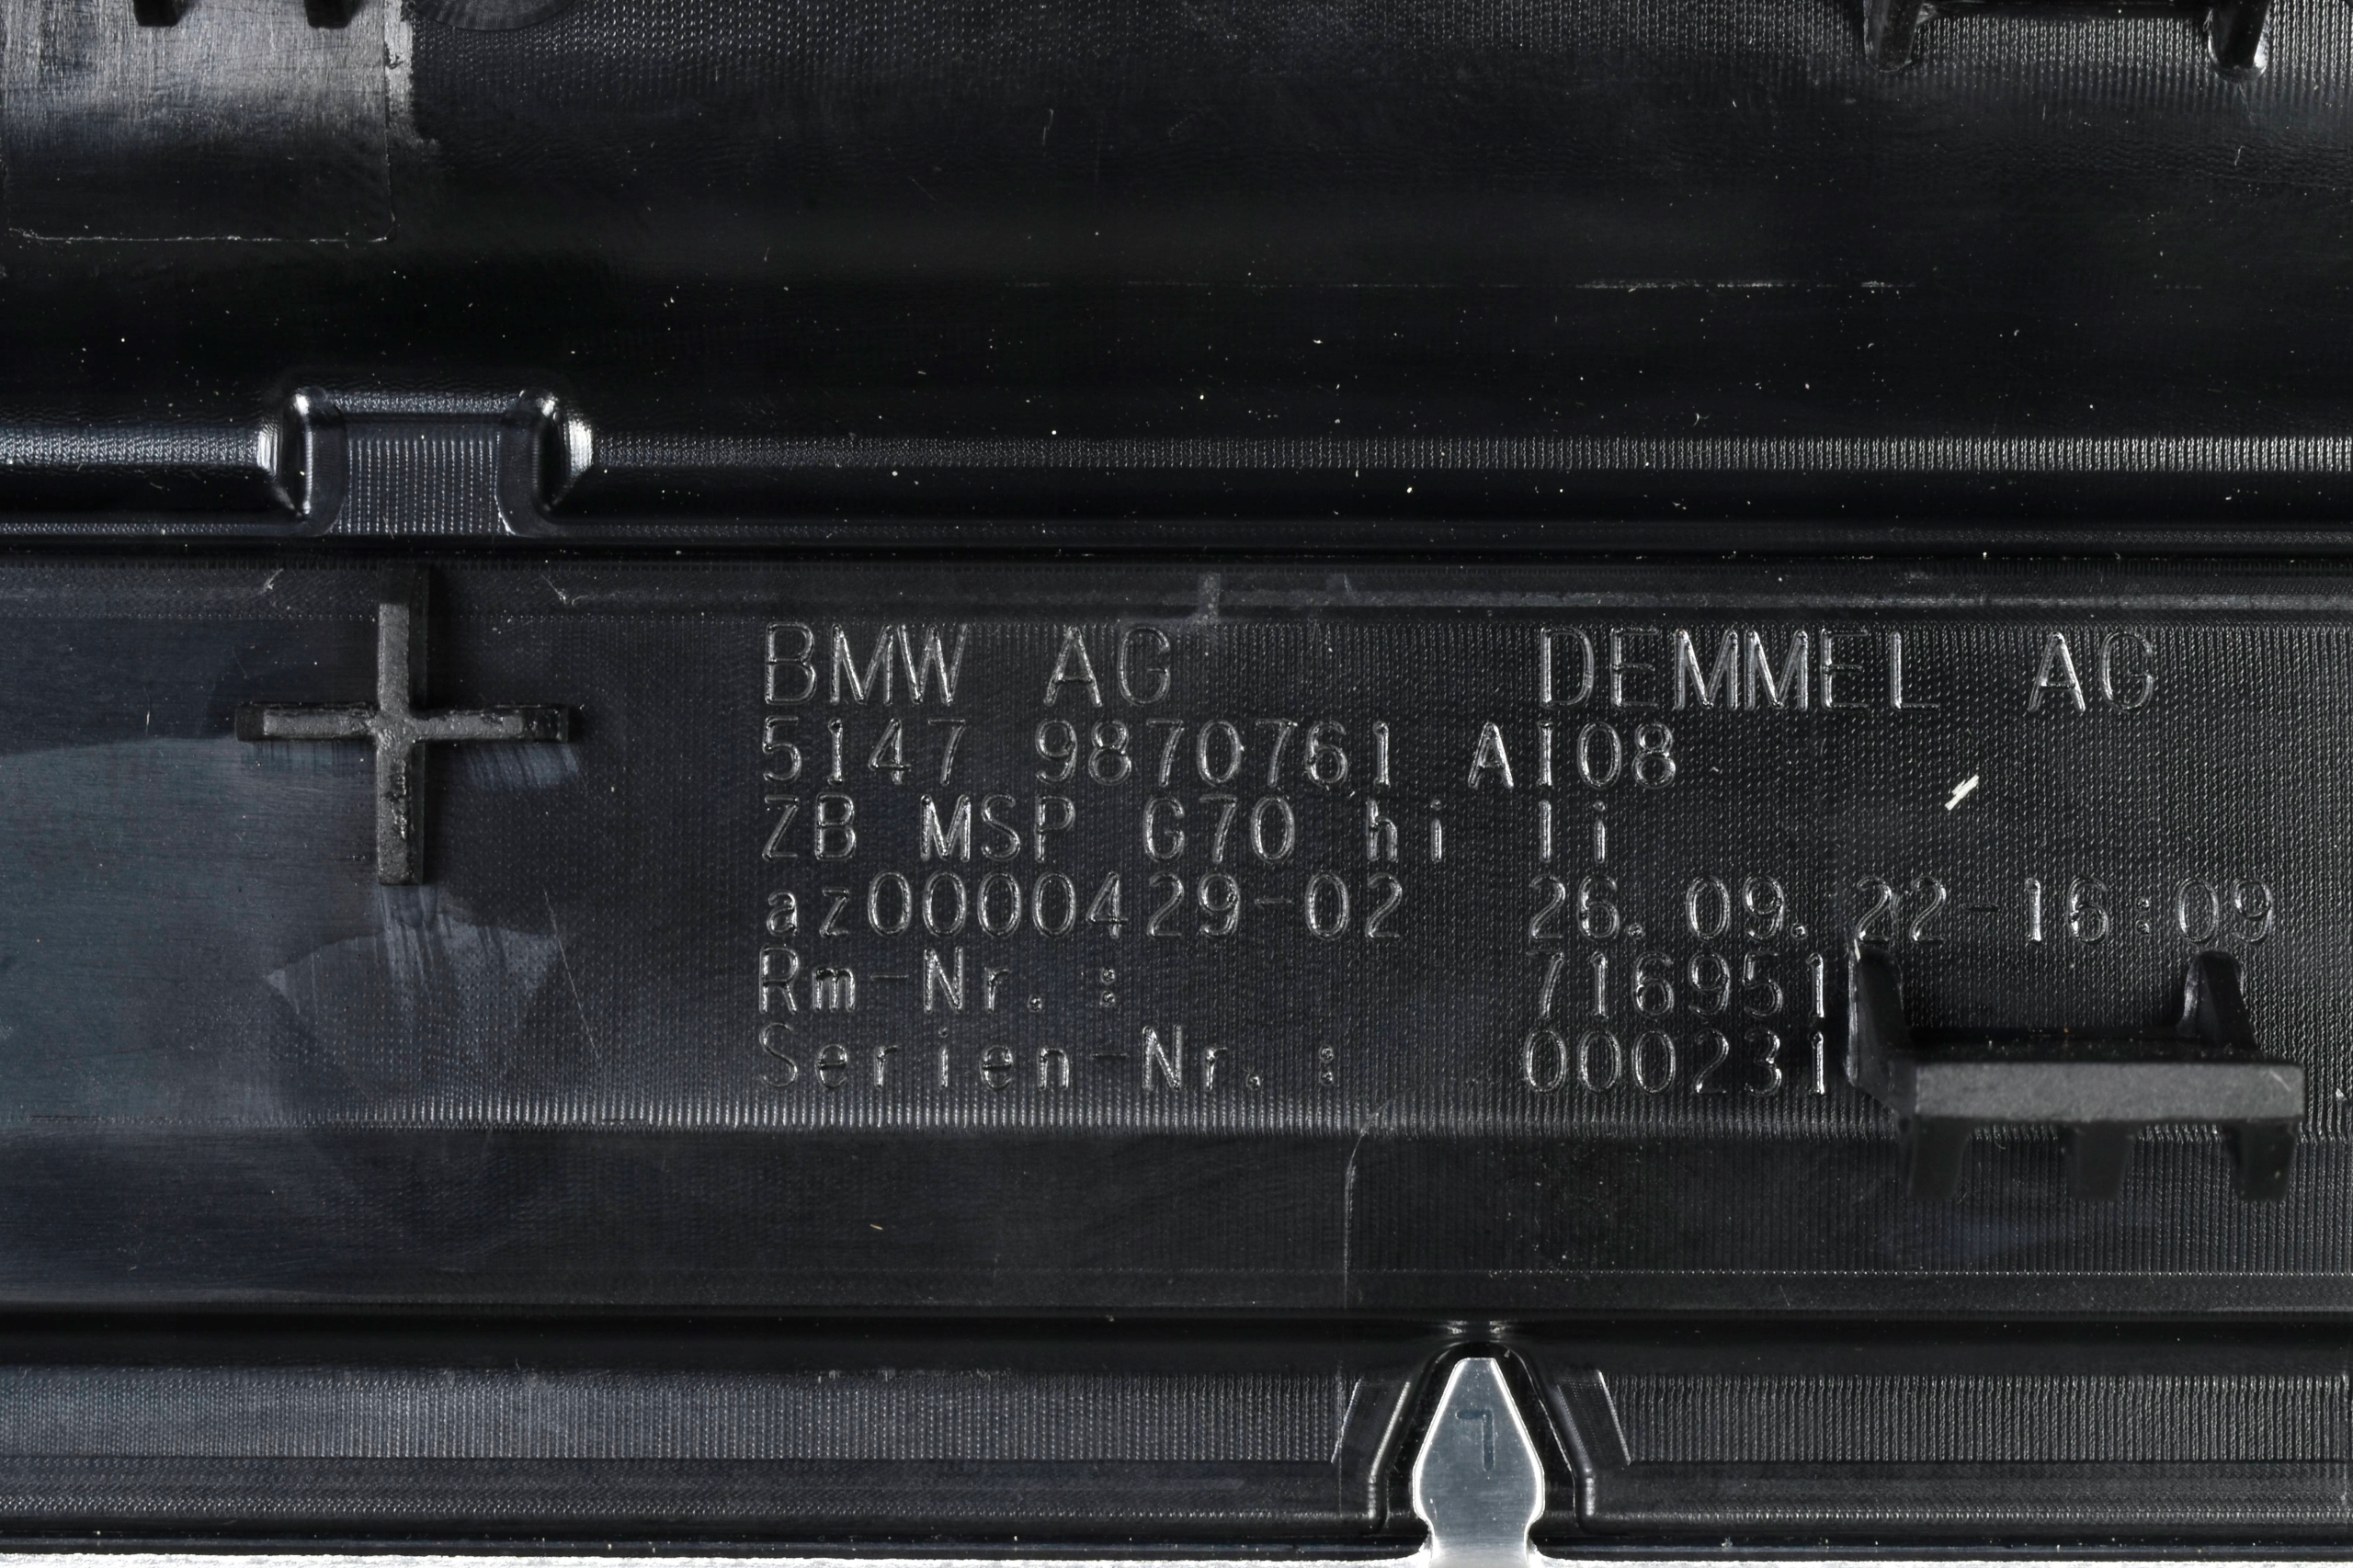 BMW AG DEMMEL AG
5147 9870761 AI08
ZB MSP G70 hi li
az0000429-02 26.09.22-16:09
Rm-Nr. : 716951
Serien-Nr. : 000231
L